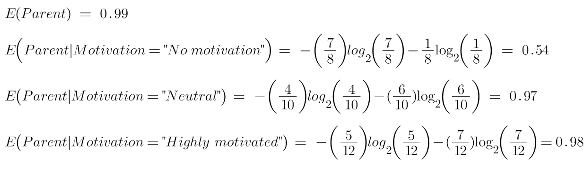 E(Parent) = 0.99
E(Parent|Motivation = "No motivation") = −(7/8)log₂(7/8) − 1/8 log₂(1/8) = 0.54
E(Parent|Motivation = "Neutral") = −(4/10)log₂(4/10) − (6/10)log₂(6/10) = 0.97
E(Parent|Motivation = "Highly motivated") = −(5/12)log₂(5/12) − (7/12)log₂(7/12) = 0.98